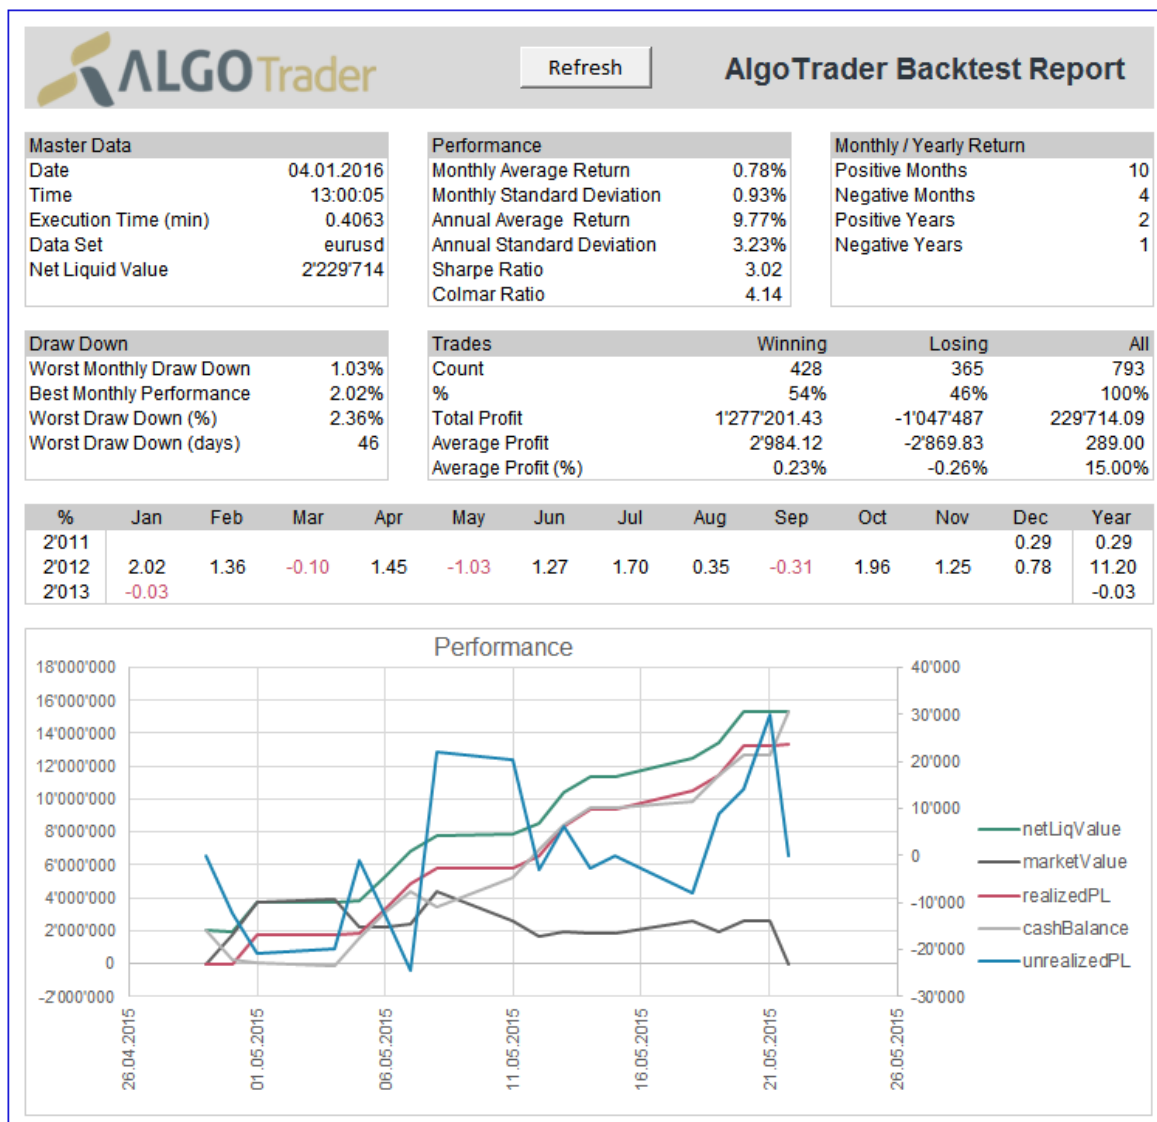 ALGOTrader Refresh AlgoTrader Backtest Report
Master Data
Date 04.01.2016
Time 13:00:05
Execution Time (min) 0.4063
Data Set eurusd
Net Liquid Value 2'229'714
Performance
Monthly Average Return 0.78%
Monthly Standard Deviation 0.93%
Annual Average Return 9.77%
Annual Standard Deviation 3.23%
Sharpe Ratio 3.02
Colmar Ratio 4.14
Monthly / Yearly Return
Positive Months 10
Negative Months 4
Positive Years 2
Negative Years 1
Draw Down
Worst Monthly Draw Down 1.03%
Best Monthly Performance 2.02%
Worst Draw Down (%) 2.36%
Worst Draw Down (days) 46
Trades Winning Losing All
Count 428 365 793
% 54% 46% 100%
Total Profit 1'277'201.43 -1'047'487 229'714.09
Average Profit 2'984.12 -2'869.83 289.00
Average Profit (%) 0.23% -0.26% 15.00%
% Jan Feb Mar Apr May Jun Jul Aug Sep Oct Nov Dec Year
2'011 0.29 0.29
2'012 2.02 1.36 -0.10 1.45 -1.03 1.27 1.70 0.35 -0.31 1.96 1.25 0.78 11.20
2'013 -0.03 -0.03
Performance
18'000'000 40'000
16'000'000 30'000
14'000'000
12'000'000 20'000
10'000'000 10'000
8'000'000
6'000'000 0
4'000'000 -10'000
2'000'000
0 -20'000
-2'000'000 -30'000
netLiqValue
marketValue
realizedPL
cashBalance
unrealizedPL
26.04.2015
01.05.2015
06.05.2015
11.05.2015
16.05.2015
21.05.2015
26.05.2015